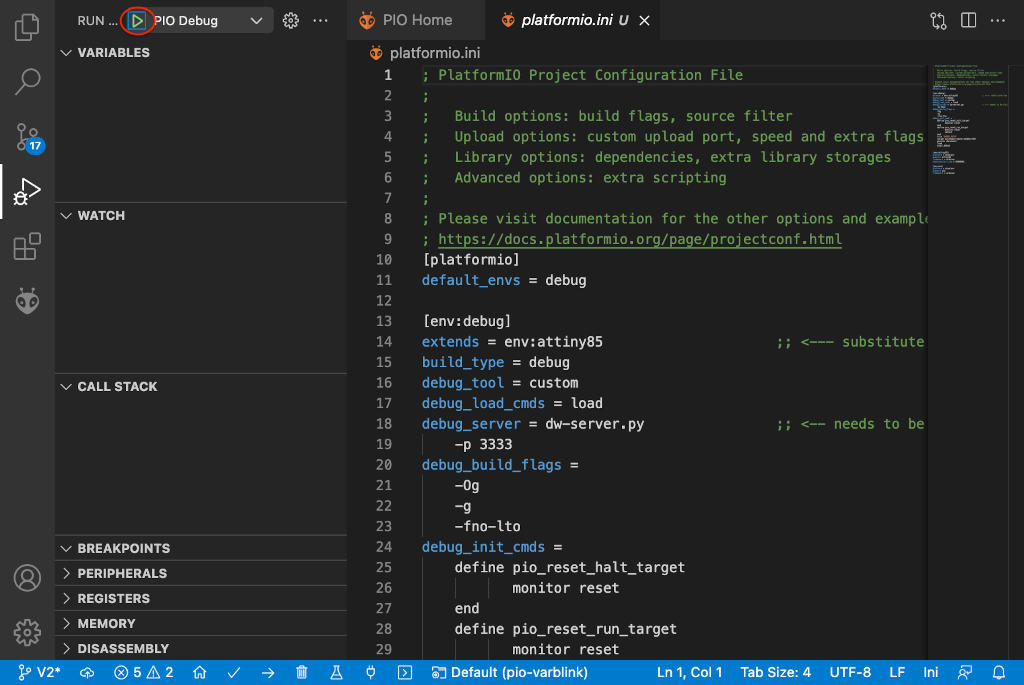 RUN ...
PIO Debug
PIO Home
platformio.ini U
VARIABLES
platformio.ini
1 ; PlatformIO Project Configuration File
2 ;
3 ;   Build options: build flags, source filter
4 ;   Upload options: custom upload port, speed and extra flags
5 ;   Library options: dependencies, extra library storages
6 ;   Advanced options: extra scripting
7 ;
8 ; Please visit documentation for the other options and example
9 ; https://docs.platformio.org/page/projectconf.html
10 [platformio]
11 default_envs = debug
12
13 [env:debug]
14 extends = env:attiny85 ;; <--- substitute
15 build_type = debug
16 debug_tool = custom
17 debug_load_cmds = load
18 debug_server = dw-server.py ;; <-- needs to be
19 -p 3333
20 debug_build_flags =
21 -Og
22 -g
23 -fno-lto
24 debug_init_cmds =
25 define pio_reset_halt_target
26 monitor reset
27 end
28 define pio_reset_run_target
29 monitor reset
17
WATCH
CALL STACK
BREAKPOINTS
PERIPHERALS
REGISTERS
MEMORY
DISASSEMBLY
V2* 5 2 Default (pio-varblink) Ln 1, Col 1 Tab Size: 4 UTF-8 LF Ini